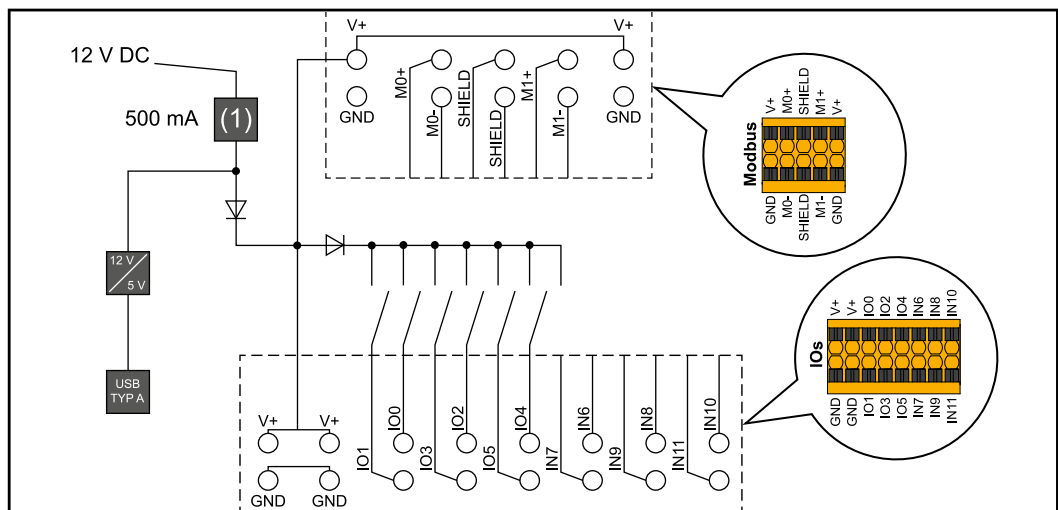 12 V DC
500 mA
(1)
12 V
5 V
USB
TYP A
V+
V+
GND
GND
M0+
M0-
SHIELD
SHIELD
M1+
M1-
Modbus
V+
M0+
SHIELD
M1+
V+
GND
M0-
SHIELD
M1-
GND
V+
V+
GND
GND
IO1
IO0
IO3
IO2
IO5
IO4
IN7
IN6
IN9
IN8
IN11
IN10
IOs
V+
V+
IO0
IO2
IO4
IN6
IN8
IN10
GND
GND
IO1
IO3
IO5
IN7
IN9
IN11